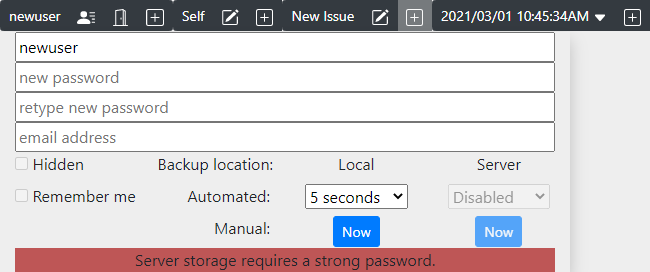 newuser Self New Issue 2021/03/01 10:45:34AM
newuser
new password
retype new password
email address
Hidden Backup location: Local Server
Remember me Automated: 5 seconds Disabled
Manual: Now Now
Server storage requires a strong password.